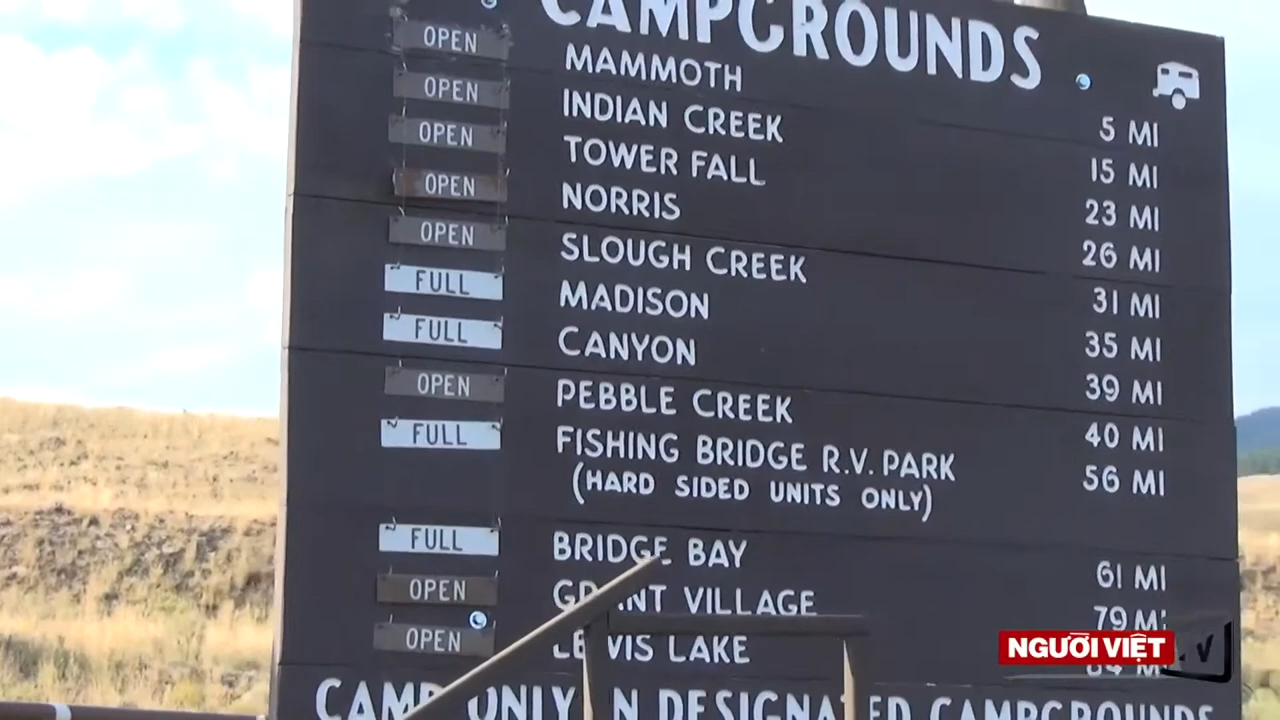 CAMPGROUNDS
OPEN MAMMOTH 5 MI
OPEN INDIAN CREEK 15 MI
OPEN TOWER FALL 23 MI
OPEN NORRIS 26 MI
OPEN SLOUGH CREEK 31 MI
FULL MADISON 35 MI
FULL CANYON 39 MI
OPEN PEBBLE CREEK 40 MI
FULL FISHING BRIDGE R.V. PARK 56 MI
(HARD SIDED UNITS ONLY)
FULL BRIDGE BAY 61 MI
OPEN GRANT VILLAGE 79 MI
OPEN LEWIS LAKE 84 MI
CAMP ONLY IN DESIGNATED CAMPGROUNDS
NGƯỜI VIỆT TV